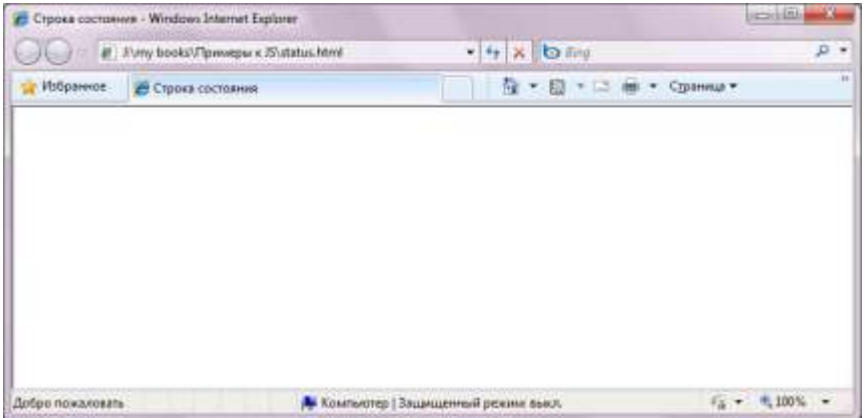 Строка состояния - Windows Internet Explorer
J:\my books\Примеры к JS\status.html
Bing
Избранное
Строка состояния
Страница
Добро пожаловать
Компьютер | Защищенный режим: выкл.
100%